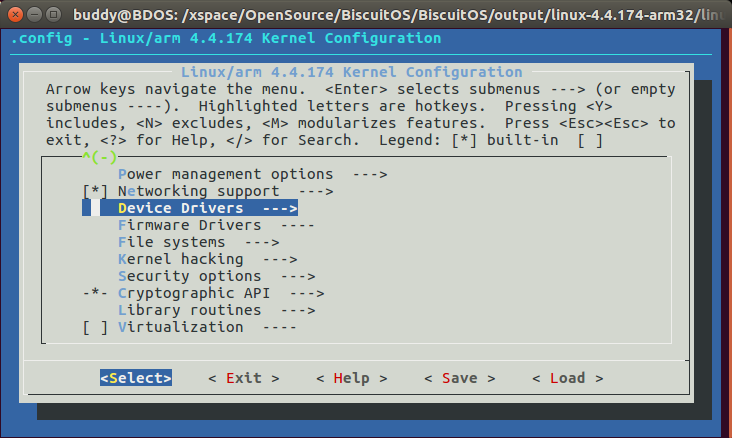 buddy@BDOS: /xspace/OpenSource/BiscuitOS/BiscuitOS/output/linux-4.4.174-arm32/lin
.config - Linux/arm 4.4.174 Kernel Configuration
Linux/arm 4.4.174 Kernel Configuration
Arrow keys navigate the menu.  <Enter> selects submenus ---> (or empty
submenus ----).  Highlighted letters are hotkeys.  Pressing <Y>
includes, <N> excludes, <M> modularizes features.  Press <Esc><Esc> to
exit, <?> for Help, </> for Search.  Legend: [*] built-in  [ ]
^(-)
Power management options  --->
[*] Networking support  --->
Device Drivers  --->
Firmware Drivers  ----
File systems  --->
Kernel hacking  --->
Security options  --->
-*- Cryptographic API  --->
Library routines  --->
[ ] Virtualization  ----
<Select>    < Exit >    < Help >    < Save >    < Load >